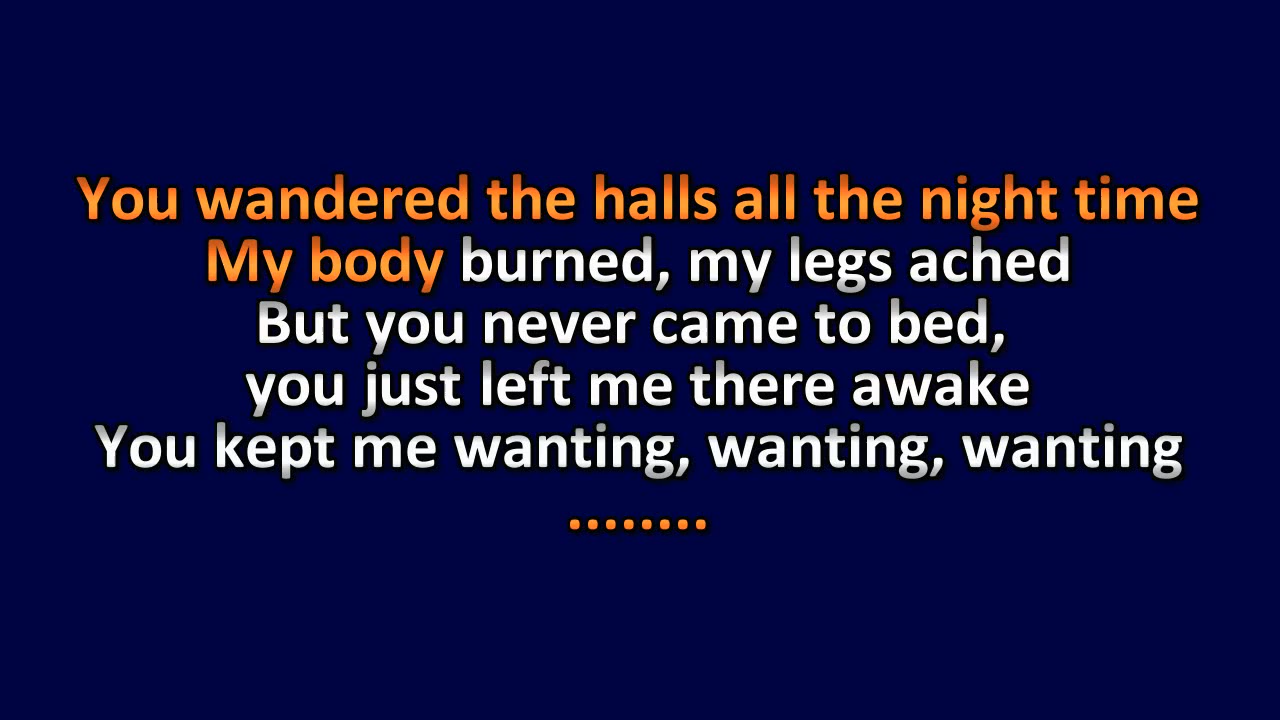 You wandered the halls all the night time
My body burned, my legs ached
But you never came to bed,
you just left me there awake
You kept me wanting, wanting, wanting
........